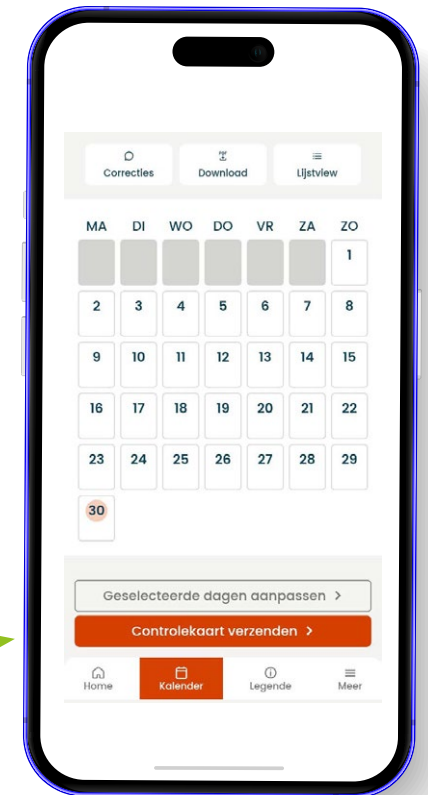 Correcties Download Lijstview
MA DI WO DO VR ZA ZO
1
2 3 4 5 6 7 8
9 10 11 12 13 14 15
16 17 18 19 20 21 22
23 24 25 26 27 28 29
30
Geselecteerde dagen aanpassen >
Controlekaart verzenden >
Home Kalender Legende Meer